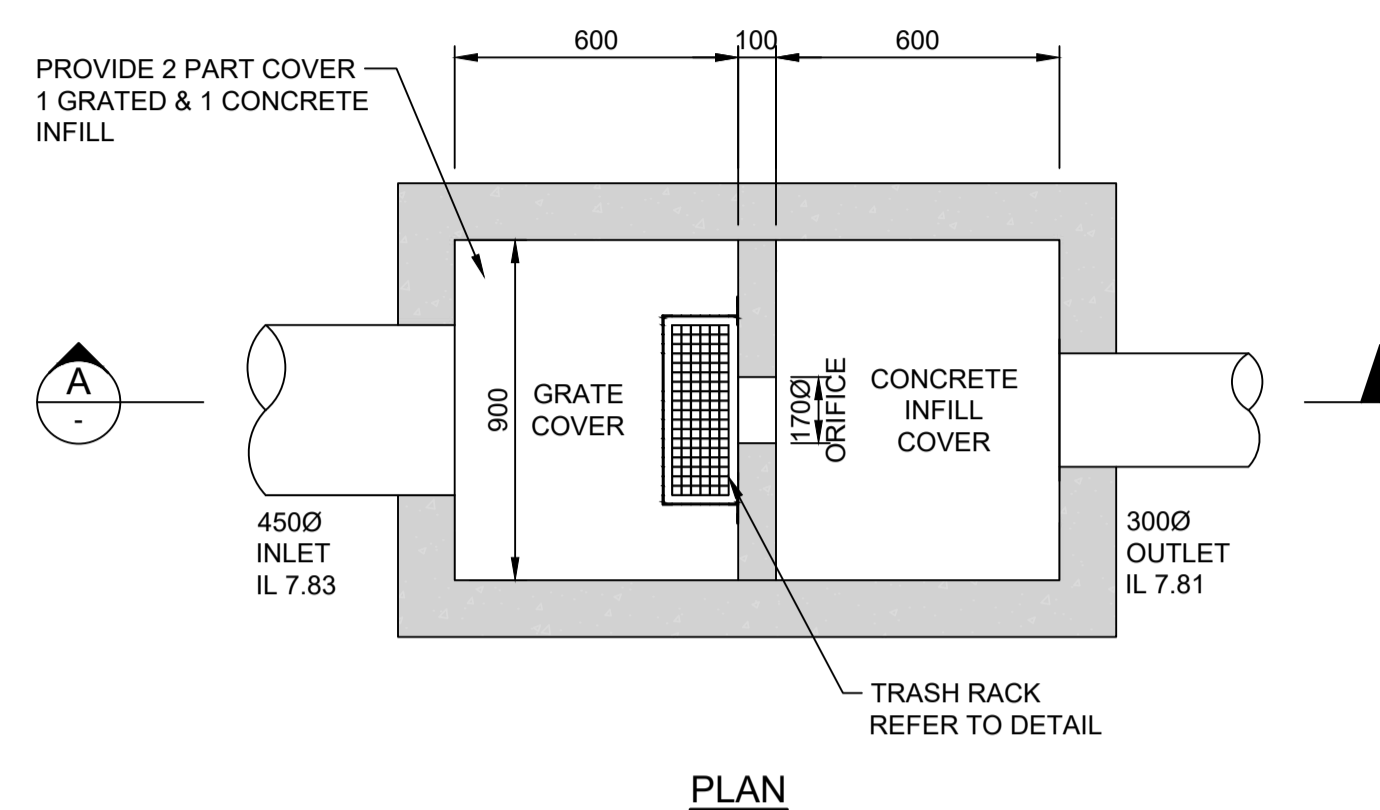 600 100 600
PROVIDE 2 PART COVER
1 GRATED & 1 CONCRETE
INFILL
A
-
900
GRATE
COVER
170Ø
ORIFICE
CONCRETE
INFILL
COVER
450Ø
INLET
IL 7.83
300Ø
OUTLET
IL 7.81
TRASH RACK
REFER TO DETAIL
PLAN